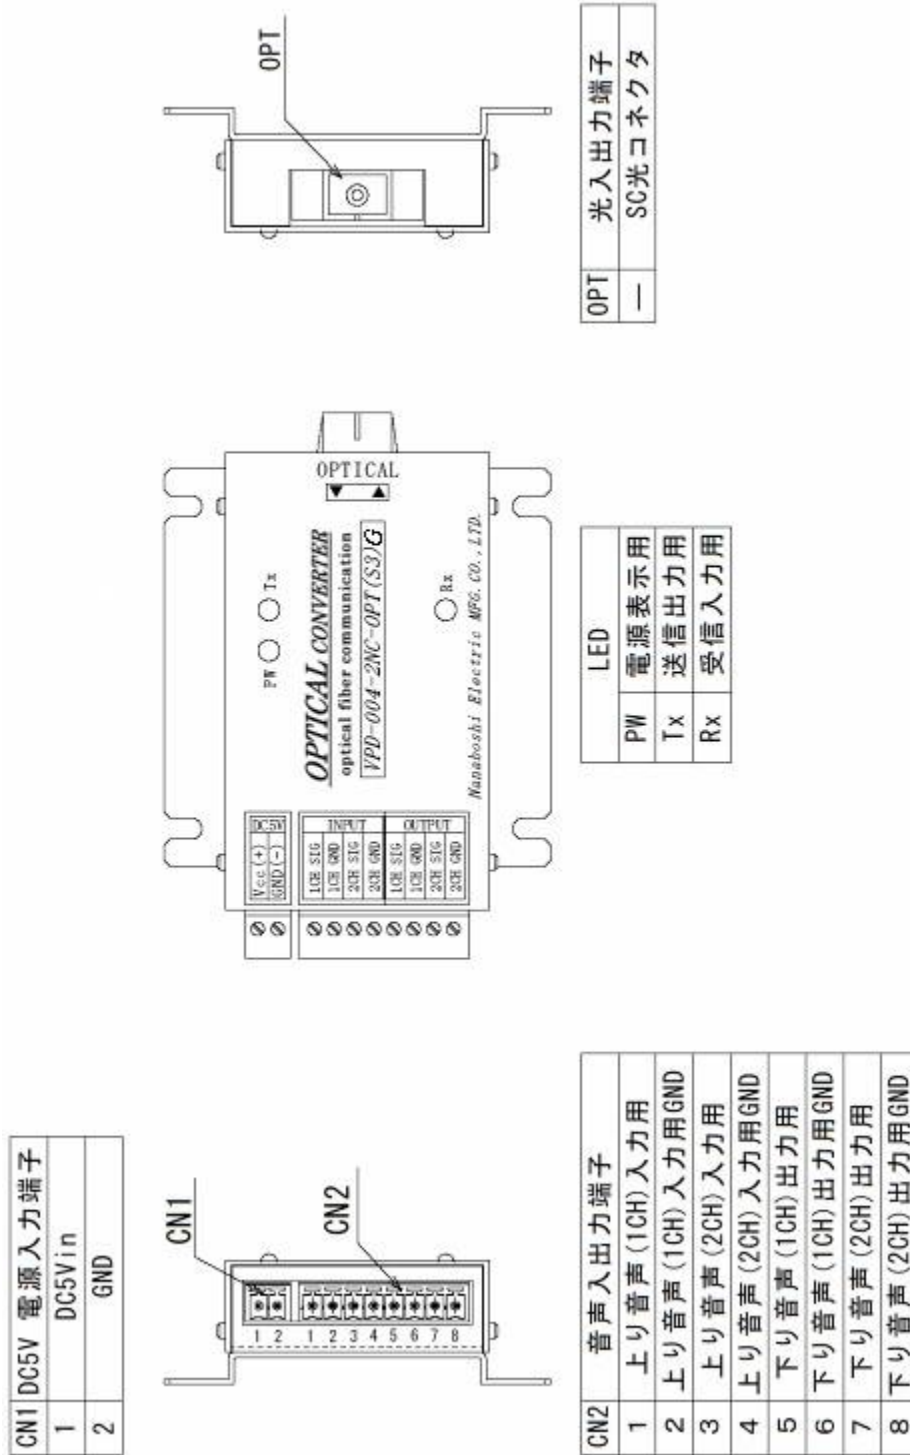 CN1 DC5V 電源入力端子
1 DC5Vin
2 GND
CN1
CN2
1 2 1 2 3 4 5 6 7 8
CN2 音声入出力端子
1 上り音声(1CH)入力用
2 上り音声(1CH)入力用GND
3 上り音声(2CH)入力用
4 上り音声(2CH)入力用GND
5 下り音声(1CH)出力用
6 下り音声(1CH)出力用GND
7 下り音声(2CH)出力用
8 下り音声(2CH)出力用GND
DC5V
Vcc(+)
GND(-)
INPUT
1CH SIG
1CH GND
2CH SIG
2CH GND
OUTPUT
1CH SIG
1CH GND
2CH SIG
2CH GND
PW Tx
OPTICAL CONVERTER
optical fiber communication
VPD-004-2NC-OPT(S3)G
Rx
Nanaboshi Electric MFG. CO., LTD.
OPTICAL
LED
PW 電源表示用
Tx 送信出力用
Rx 受信入力用
OPT
OPT 光入出力端子
― SC光コネクタ